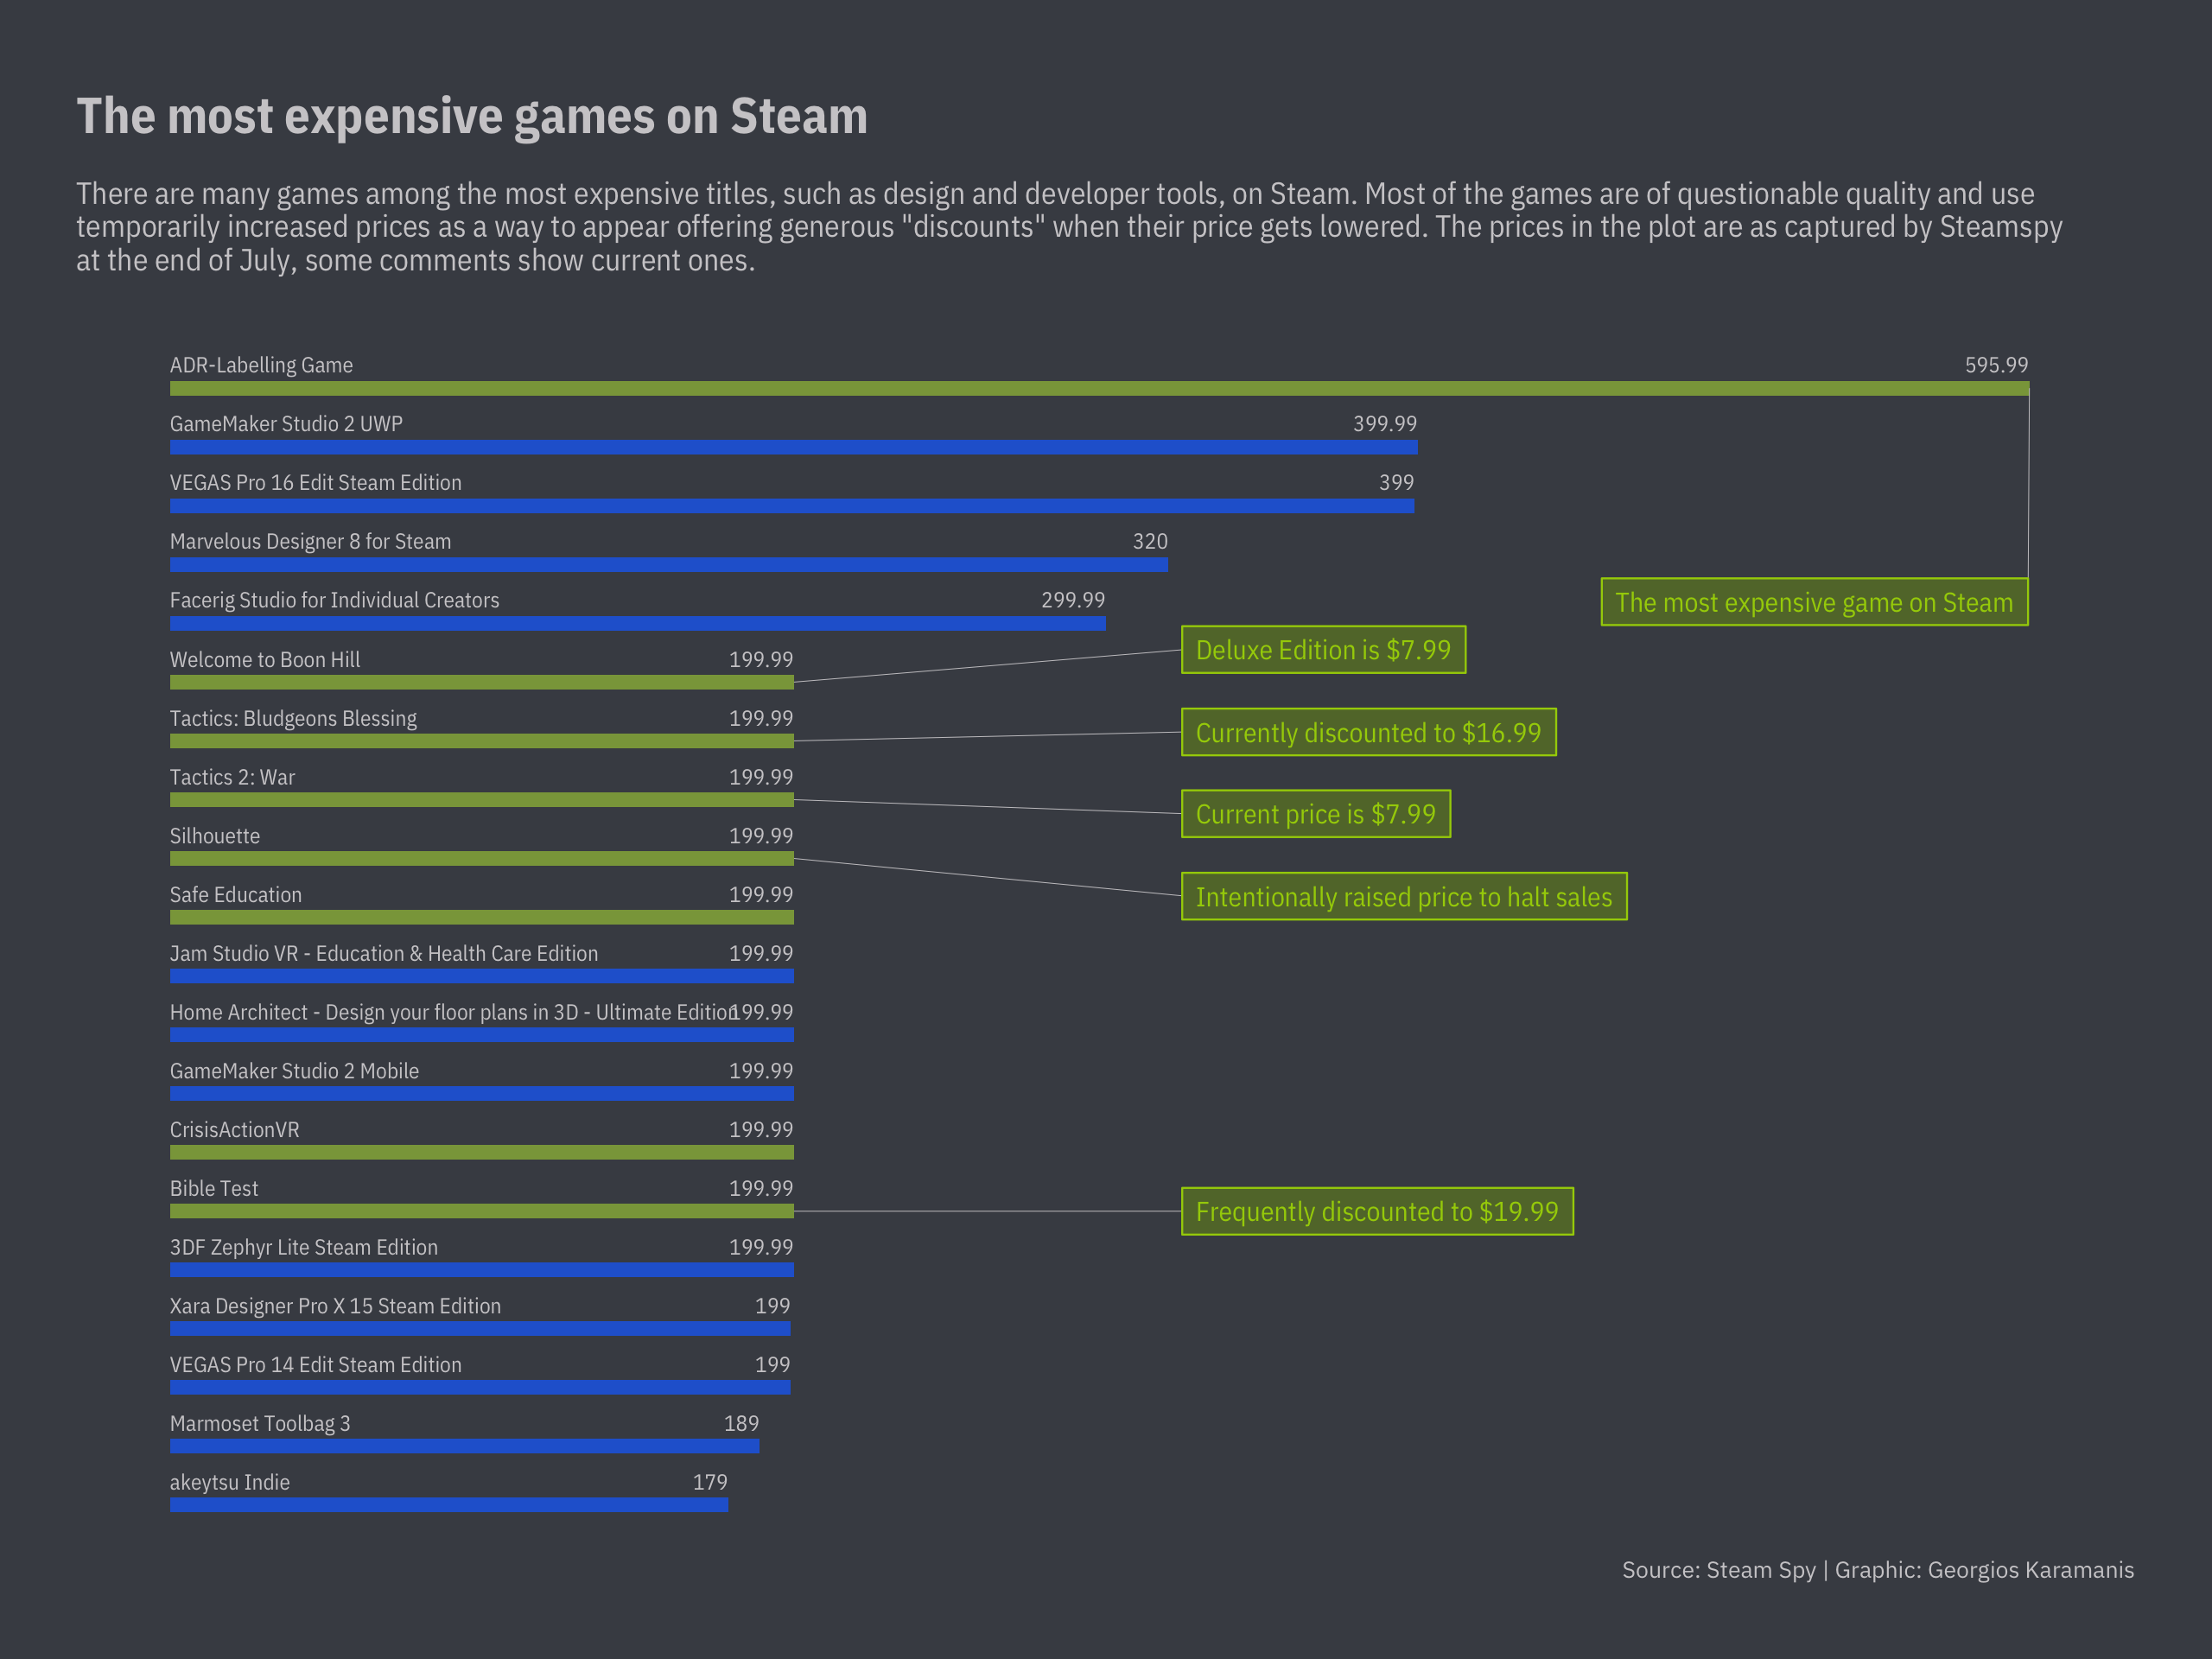 The most expensive games on Steam
There are many games among the most expensive titles, such as design and developer tools, on Steam. Most of the games are of questionable quality and use
temporarily increased prices as a way to appear offering generous "discounts" when their price gets lowered. The prices in the plot are as captured by Steamspy
at the end of July, some comments show current ones.
ADR-Labelling Game 595.99
GameMaker Studio 2 UWP 399.99
VEGAS Pro 16 Edit Steam Edition 399
Marvelous Designer 8 for Steam 320
Facerig Studio for Individual Creators 299.99
The most expensive game on Steam
Welcome to Boon Hill 199.99
Deluxe Edition is $7.99
Tactics: Bludgeons Blessing 199.99
Currently discounted to $16.99
Tactics 2: War 199.99
Current price is $7.99
Silhouette 199.99
Intentionally raised price to halt sales
Safe Education 199.99
Jam Studio VR - Education & Health Care Edition 199.99
Home Architect - Design your floor plans in 3D - Ultimate Edition 199.99
GameMaker Studio 2 Mobile 199.99
CrisisActionVR 199.99
Bible Test 199.99
Frequently discounted to $19.99
3DF Zephyr Lite Steam Edition 199.99
Xara Designer Pro X 15 Steam Edition 199
VEGAS Pro 14 Edit Steam Edition 199
Marmoset Toolbag 3 189
akeytsu Indie 179
Source: Steam Spy | Graphic: Georgios Karamanis